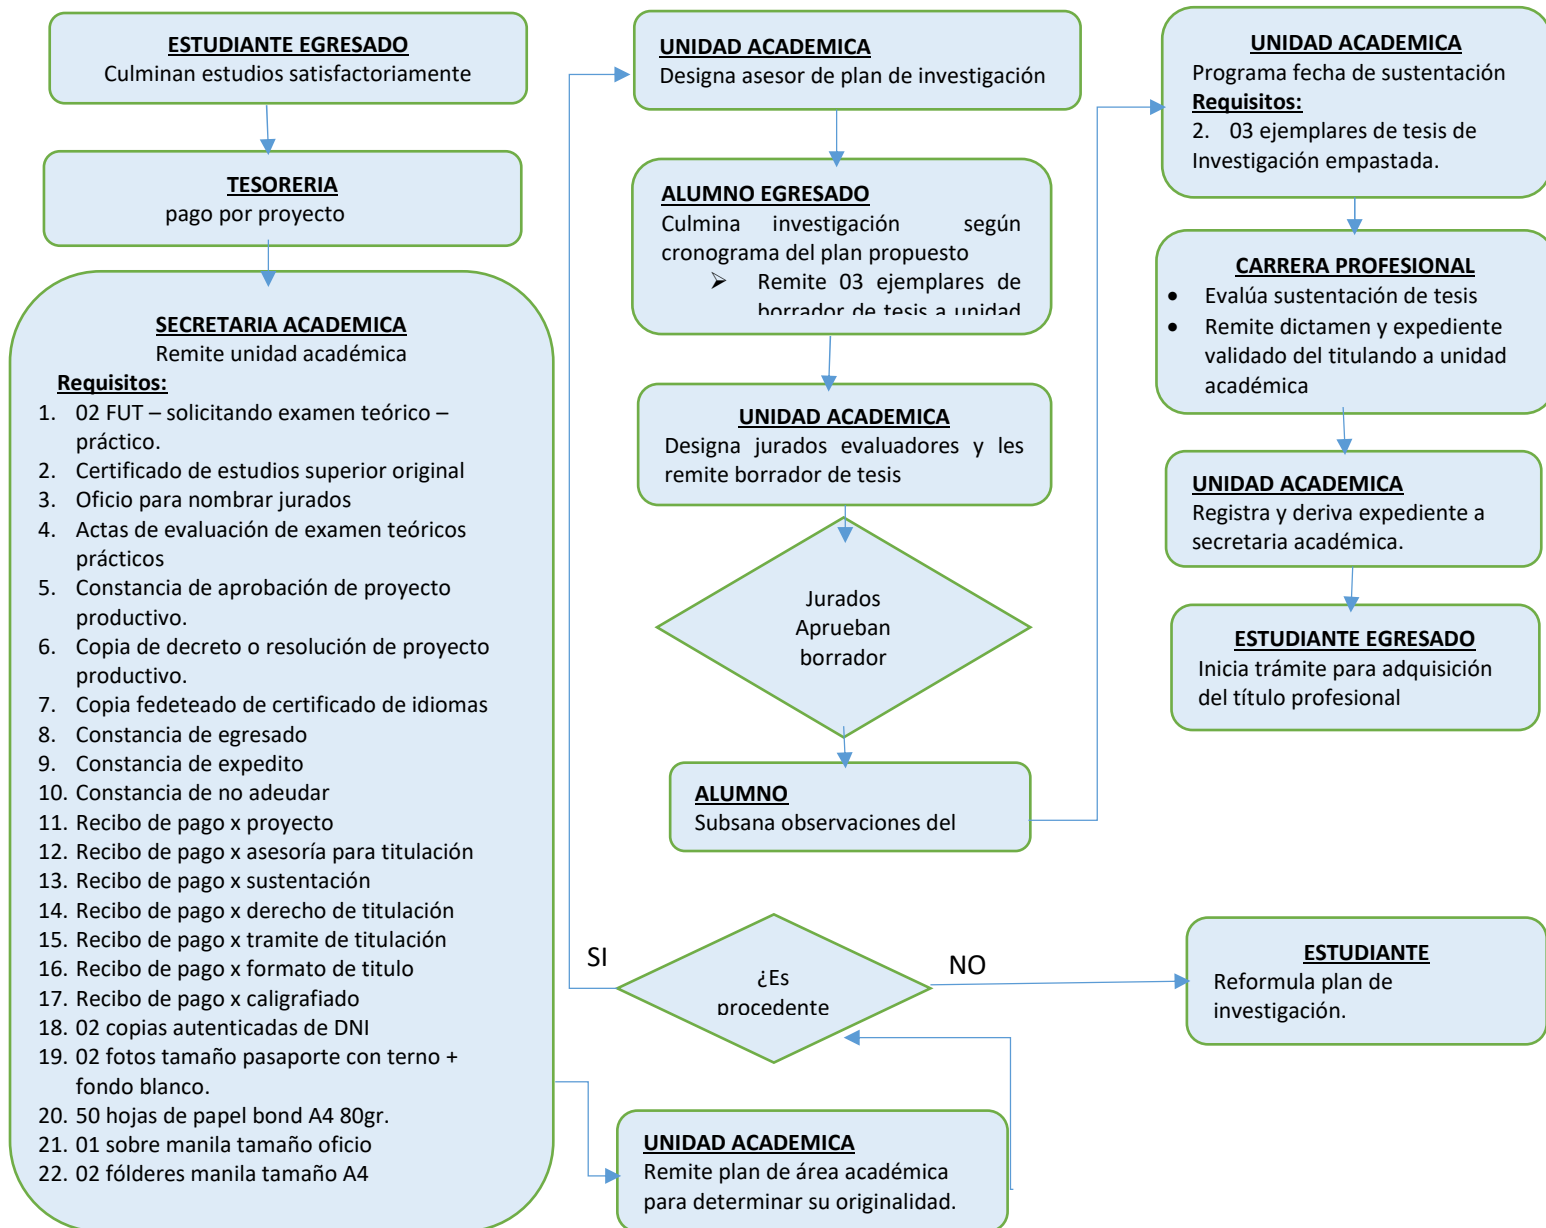 ESTUDIANTE EGRESADO
Culminan estudios satisfactoriamente
TESORERIA
pago por proyecto
SECRETARIA ACADEMICA
Remite unidad académica
Requisitos:
1. 02 FUT – solicitando examen teórico –
práctico.
2. Certificado de estudios superior original
3. Oficio para nombrar jurados
4. Actas de evaluación de examen teóricos
prácticos
5. Constancia de aprobación de proyecto
productivo.
6. Copia de decreto o resolución de proyecto
productivo.
7. Copia fedeteado de certificado de idiomas
8. Constancia de egresado
9. Constancia de expedito
10. Constancia de no adeudar
11. Recibo de pago x proyecto
12. Recibo de pago x asesoría para titulación
13. Recibo de pago x sustentación
14. Recibo de pago x derecho de titulación
15. Recibo de pago x tramite de titulación
16. Recibo de pago x formato de titulo
17. Recibo de pago x caligrafiado
18. 02 copias autenticadas de DNI
19. 02 fotos tamaño pasaporte con terno +
fondo blanco.
20. 50 hojas de papel bond A4 80gr.
21. 01 sobre manila tamaño oficio
22. 02 fólderes manila tamaño A4
UNIDAD ACADEMICA
Remite plan de área académica
para determinar su originalidad.
¿Es
procedente
SI
NO
ESTUDIANTE
Reformula plan de
investigación.
UNIDAD ACADEMICA
Designa asesor de plan de investigación
ALUMNO EGRESADO
Culmina investigación según
cronograma del plan propuesto
➢ Remite 03 ejemplares de
borrador de tesis a unidad
UNIDAD ACADEMICA
Designa jurados evaluadores y les
remite borrador de tesis
Jurados
Aprueban
borrador
ALUMNO
Subsana observaciones del
UNIDAD ACADEMICA
Programa fecha de sustentación
Requisitos:
2. 03 ejemplares de tesis de
Investigación empastada.
CARRERA PROFESIONAL
• Evalúa sustentación de tesis
• Remite dictamen y expediente
validado del titulando a unidad
académica
UNIDAD ACADEMICA
Registra y deriva expediente a
secretaria académica.
ESTUDIANTE EGRESADO
Inicia trámite para adquisición
del título profesional